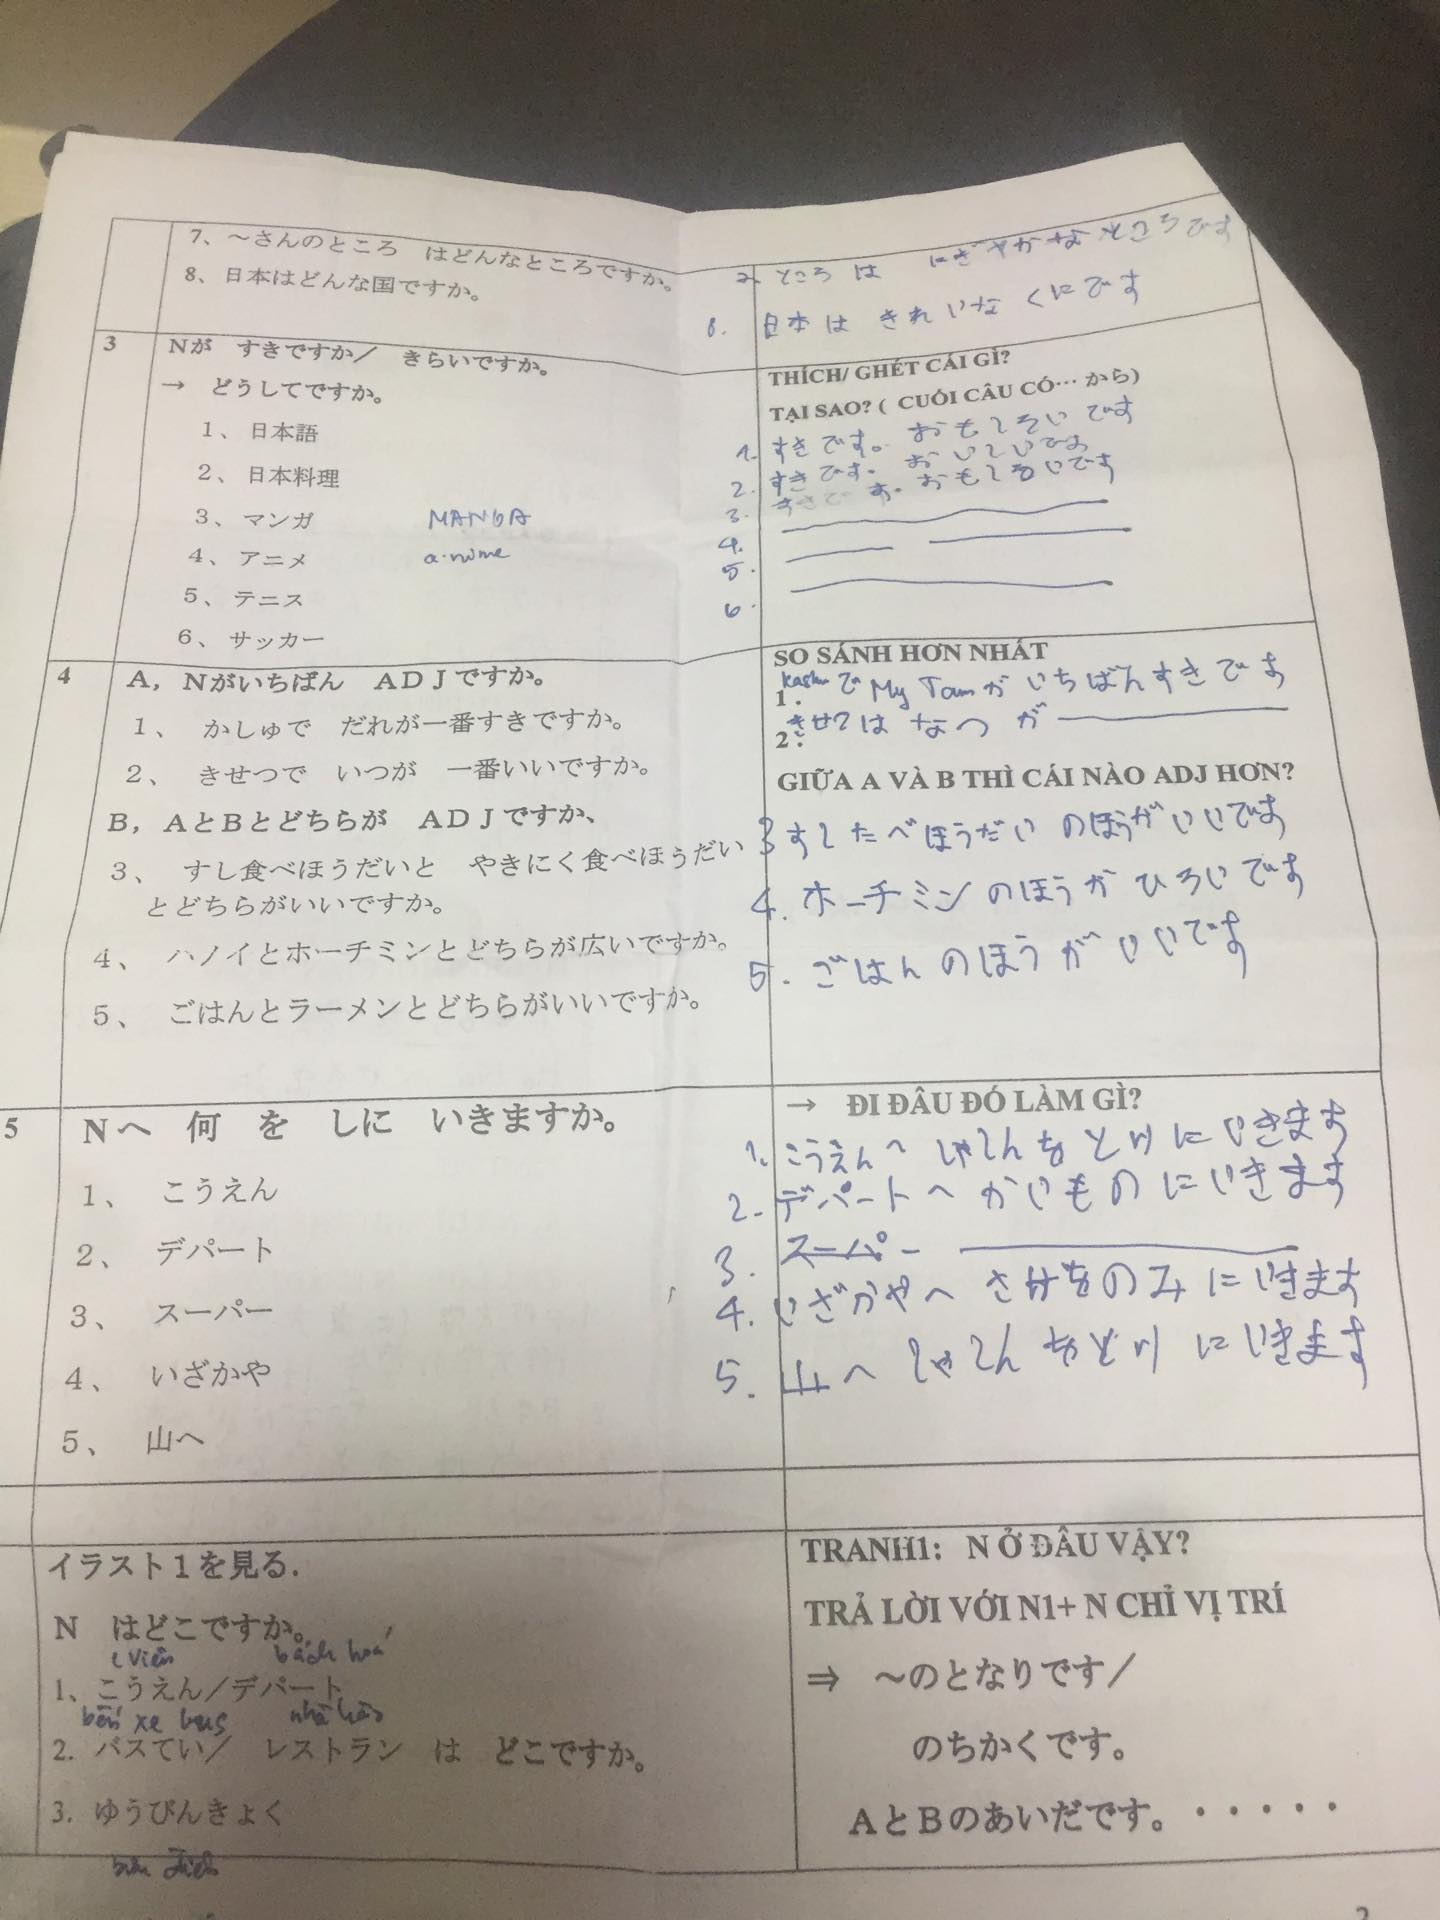 7、～さんのところ　はどんなところですか。
8、日本はどんな国ですか。
ところ は にぎやかな ところです
8. 日本 は きれいな くにです
3
Nが　すきですか／　きらいですか。
→　どうしてですか。
1、日本語
2、日本料理
3、マンガ MANGA
4、アニメ a-nime
5、テニス
6、サッカー
THÍCH/ GHÉT CÁI GÌ?
TẠI SAO? ( CUỐI CÂU CÓ… から)
1. すきです。 おもしろいです
2. すきです。 おいしいです
3. すきです。 おもしろいです
4.
5.
6.
4
A，Nがいちばん　ADJですか。
1、　かしゅで　だれが一番すきですか。
2、　きせつで　いつが　一番いいですか。
B，AとBとどちらが　ADJですか、
3、　すし食べほうだいと　やきにく食べほうだい
とどちらがいいですか。
4、　ハノイとホーチミンとどちらが広いですか。
5、　ごはんとラーメンとどちらがいいですか。
SO SÁNH HƠN NHẤT
1. で My Tam が いちばんすきです
2. は なつ が
GIỮA A VÀ B THÌ CÁI NÀO ADJ HƠN?
3 すしたべほうだい のほうがいいです
4. ホーチミン のほうが ひろいです
5. ごはん のほうが いいです
5
Nへ　何　を　しに　いきますか。
1、　こうえん
2、　デパート
3、　スーパー
4、　いざかや
5、　山へ
→　ĐI ĐÂU ĐÓ LÀM GÌ?
1. こうえんへ しゃしんをとりにいきます
2. デパートへ かいもの にいきます
3. スーパー
4. いざかやへ さけをのみ にいきます
5. 山へ しゃしんをとり にいきます
イラスト1を見る.
N　はどこですか。
c viên bách hoá
1、こうえん／デパート
bến xe bus nhà hàng
2. バスてい／　レストラン　は　どこですか。
3. ゆうびんきょく
bưu điện
TRANH1:　N Ở ĐÂU VẬY?
TRẢ LỜI VỚI N1+ N CHỈ VỊ TRÍ
⇒　～のとなりです／
のちかくです。
AとBのあいだです。・・・・・
2